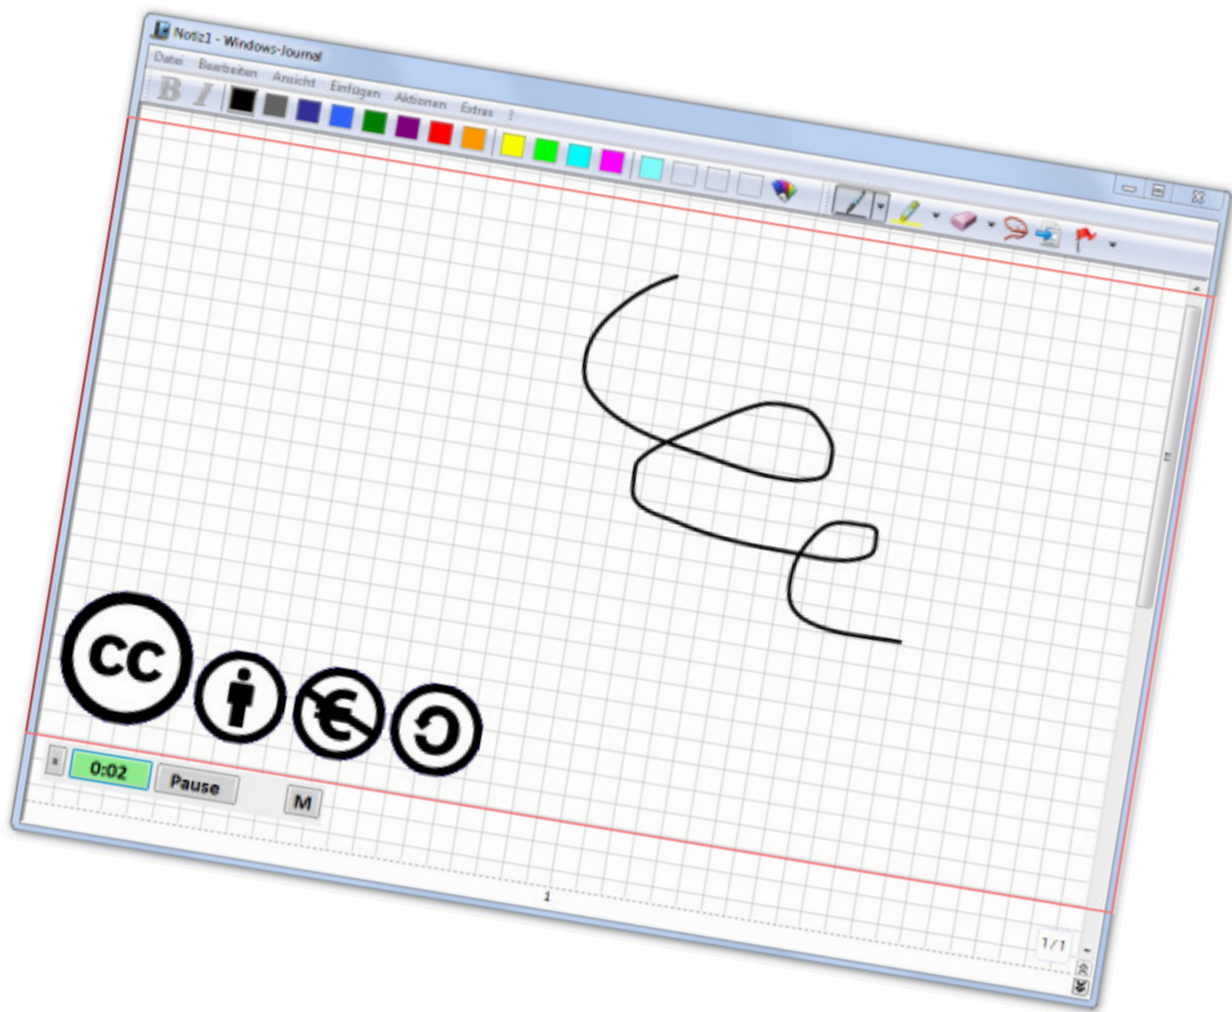 Notiz1 - Windows-Journal
Datei Bearbeiten Ansicht Einfügen Aktionen Extras ?
B I
cc
0:02 Pause M
1
1/1